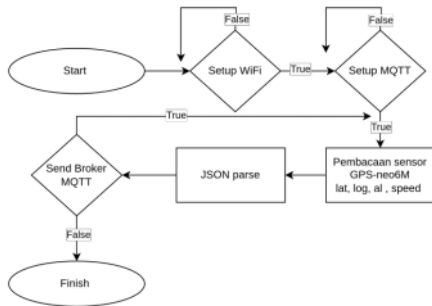 False
False
Start
Setup WiFi
True
Setup MQTT
True
True
Send Broker
MQTT
JSON parse
Pembacaan sensor
GPS-neo6M
lat, log, al , speed
False
Finish